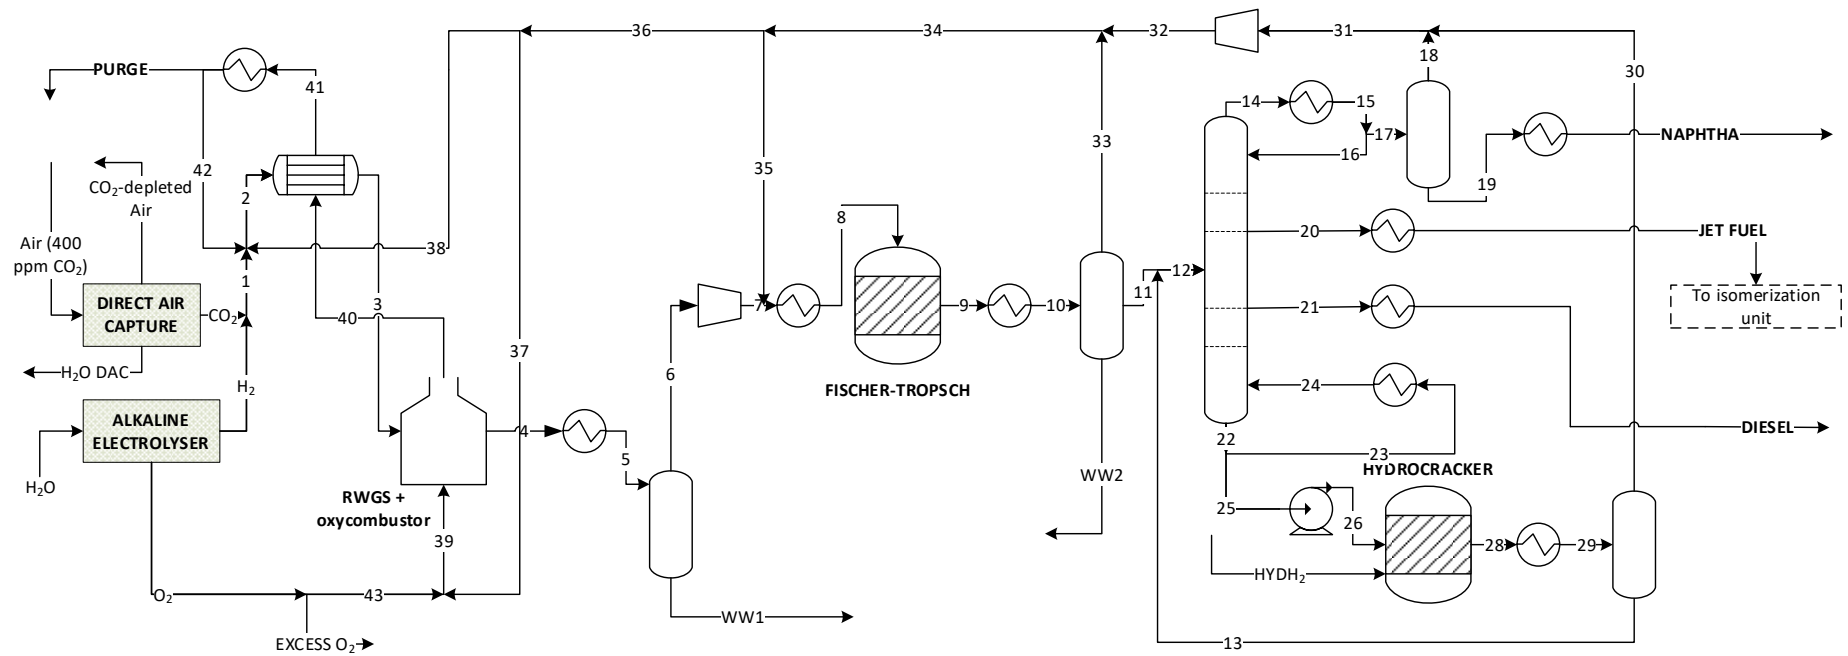 36
34
32
31
18
30
PURGE
41
14
15
17
NAPHTHA
16
33
35
42
CO₂-depleted
Air
2
19
8
20
JET FUEL
Air (400
ppm CO₂)
38
1
12
11
DIRECT AIR
CAPTURE
CO₂
3
40
7
9
10
21
To isomerization
unit
37
H₂O DAC
H₂
6
FISCHER-TROPSCH
24
ALKALINE
ELECTROLYSER
4
5
22
23
DIESEL
HYDROCRACKER
H₂O
WW2
RWGS +
oxycombustor
25
26
39
28
29
HYDH₂
O₂
43
WW1
EXCESS O₂
13